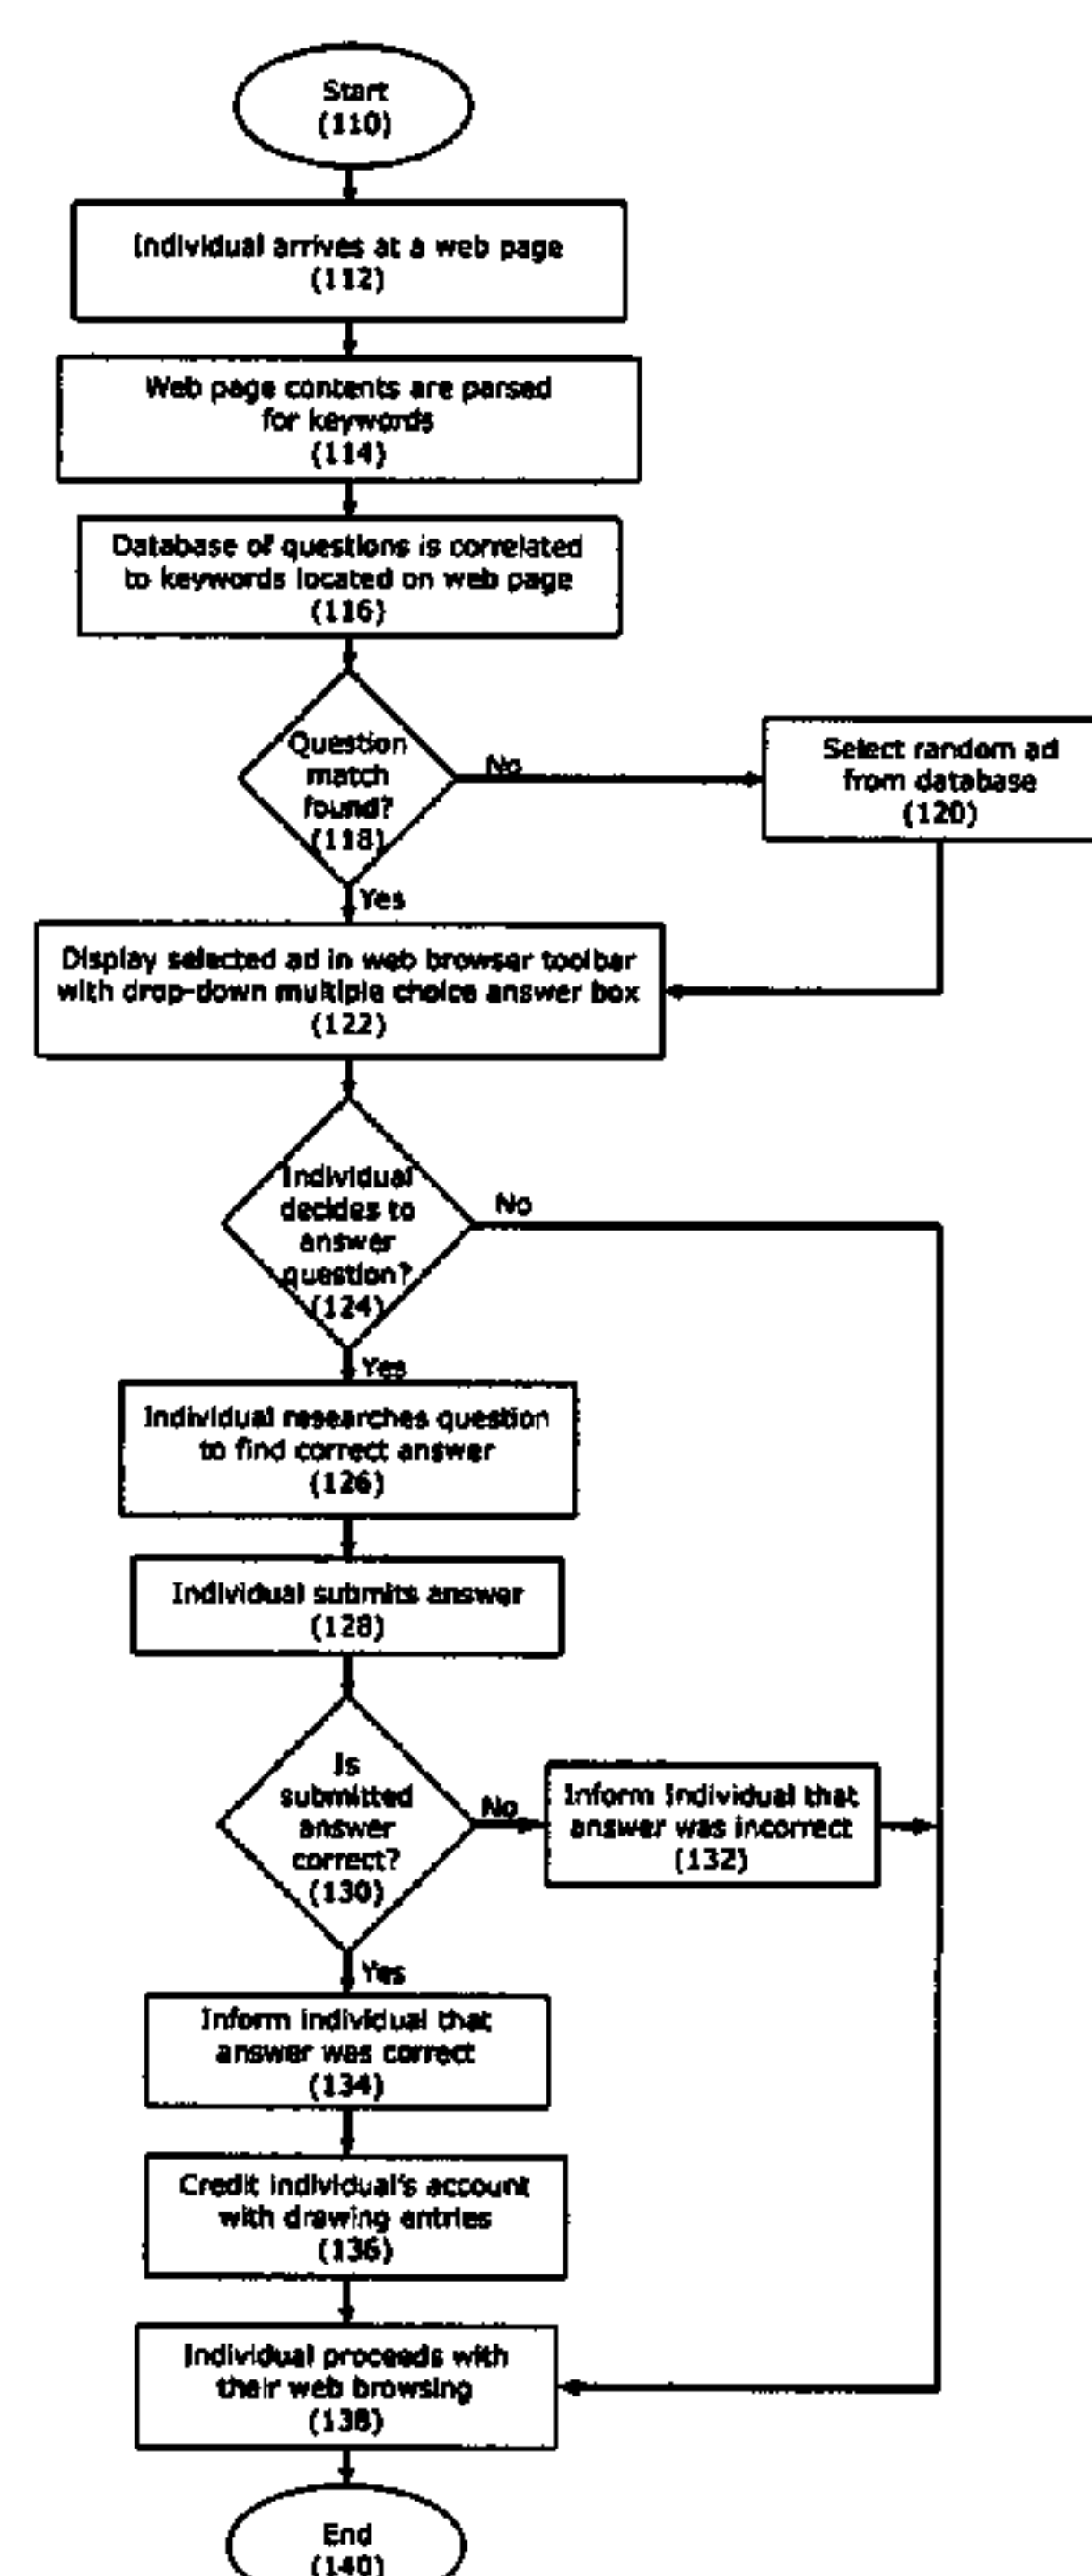 Start
(110)
Individual arrives at a web page
(112)
Web page contents are parsed
for keywords
(114)
Database of questions is correlated
to keywords located on web page
(116)
Question
match
found?
(118)
No
Select random ad
from database
(120)
Yes
Display selected ad in web browser toolbar
with drop-down multiple choice answer box
(122)
Individual
decides to
answer
question?
(124)
No
Yes
Individual researches question
to find correct answer
(126)
Individual submits answer
(128)
Is
submitted
answer
correct?
(130)
No
Inform individual that
answer was incorrect
(132)
Yes
Inform individual that
answer was correct
(134)
Credit individual's account
with drawing entries
(136)
Individual proceeds with
their web browsing
(138)
End
(140)